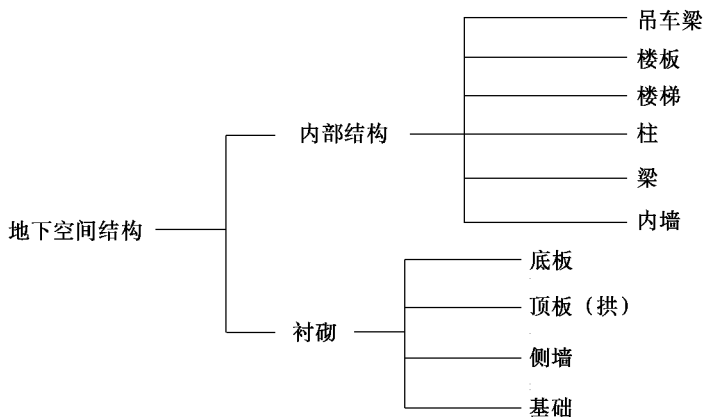 地下空间结构
内部结构
吊车梁
楼板
楼梯
柱
梁
内墙
衬砌
底板
顶板（拱）
侧墙
基础